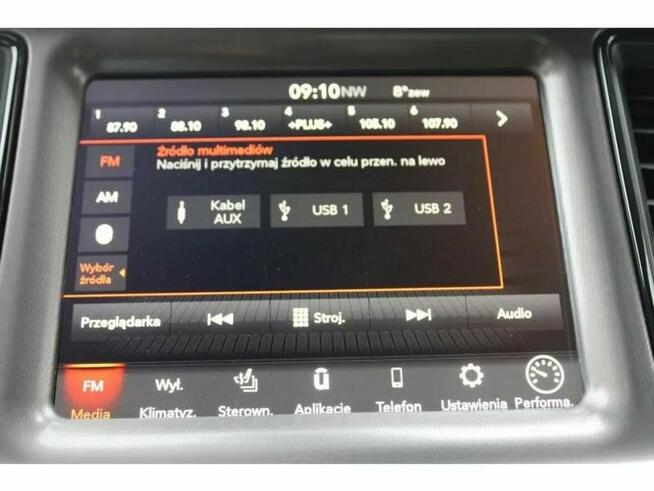 09:10 NW 8°zew
1 87.90 2 88.10 3 98.10 4 +PLUS+ 5 105.10 6 107.90
Źródło multimediów
Naciśnij i przytrzymaj źródło w celu przen. na lewo
FM
AM
Kabel AUX
USB 1
USB 2
Wybór źródła
Przeglądarka
Stroj.
Audio
FM
Media
Wył.
Klimatyz.
Sterown.
Aplikacje
Telefon
Ustawienia
Performa.